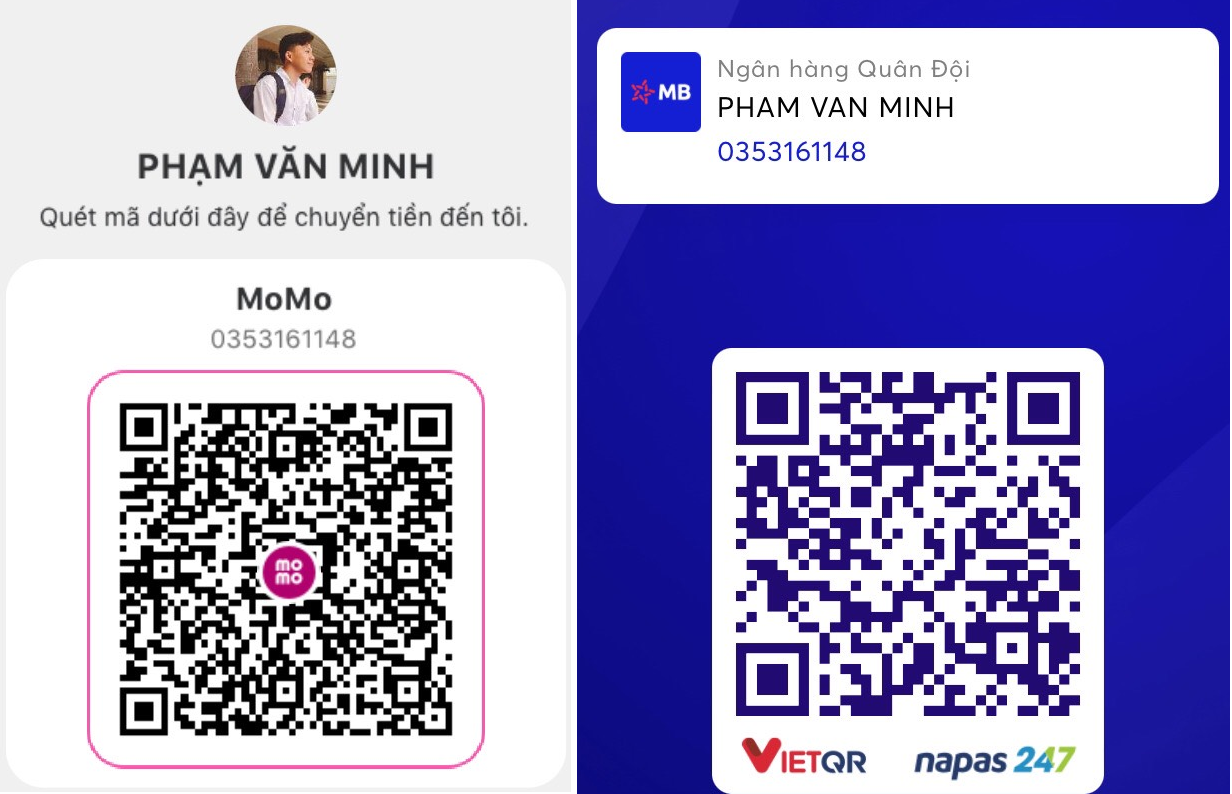 PHẠM VĂN MINH
Quét mã dưới đây để chuyển tiền đến tôi.
MoMo
0353161148
mo
mo
MB
Ngân hàng Quân Đội
PHAM VAN MINH
0353161148
VIETQR
napas 247